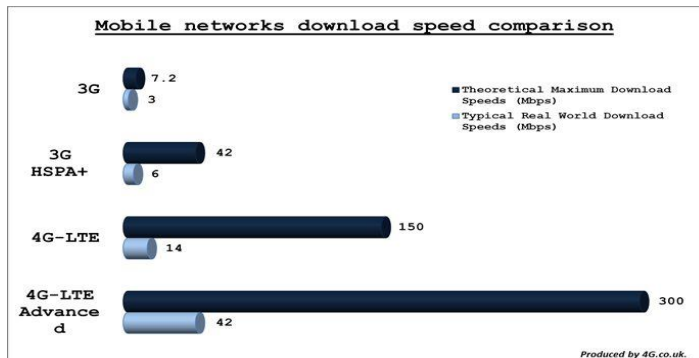 Mobile networks download speed comparison
3G
7.2
3
Theoretical Maximum Download
Speeds (Mbps)
Typical Real World Download
Speeds (Mbps)
3G
HSPA+
42
6
4G-LTE
150
14
4G-LTE
Advance
d
300
42
Produced by 4G.co.uk.